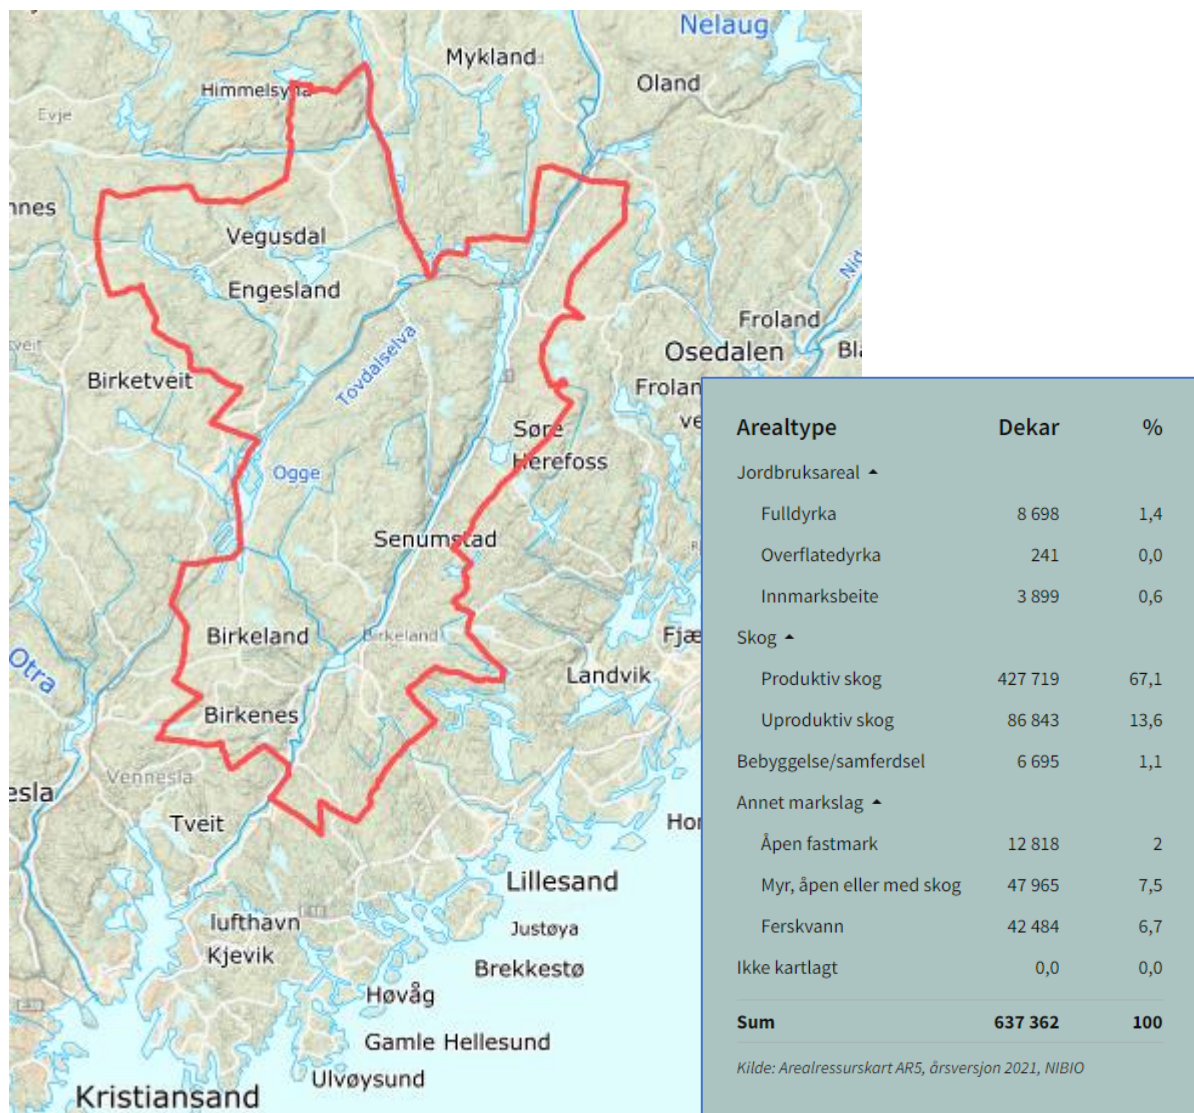 Nelaug
Mykland
Oland
Himmelsyna
Evje
nnes
Vegusdal
Engesland
Nid
Froland
Osedalen
Bla
Tovdalselva
veit
Birketveit
Frolan
ve
Søre
Herefoss
Ogge
Senumstad
Birkeland
Birkeland
Fjæ
Otra
Landvik
Birkenes
Vennesla
esla
Tveit
Hor
Lillesand
lufthavn
Kjevik
Justøya
Brekkestø
Høvåg
Gamle Hellesund
Ulvøysund
Kristiansand
Arealtype Dekar %
Jordbruksareal
Fulldyrka 8 698 1,4
Overflatedyrka 241 0,0
Innmarksbeite 3 899 0,6
Skog
Produktiv skog 427 719 67,1
Uproduktiv skog 86 843 13,6
Bebyggelse/samferdsel 6 695 1,1
Annet markslag
Åpen fastmark 12 818 2
Myr, åpen eller med skog 47 965 7,5
Ferskvann 42 484 6,7
Ikke kartlagt 0,0 0,0
Sum 637 362 100
Kilde: Arealressurskart AR5, årsversjon 2021, NIBIO